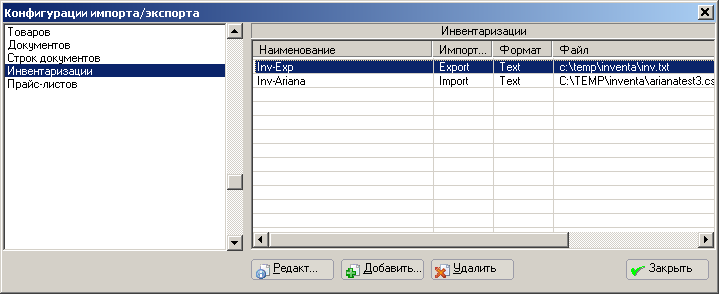 Конфигурации импорта/экспорта
Товаров
Документов
Строк документов
Инвентаризации
Прайс-листов
Инвентаризации
Наименование Импорт... Формат Файл
Inv-Exp Export Text c:\temp\inventa\inv.txt
Inv-Ariana Import Text C:\TEMP\inventa\arianatest3.cs
Редакт... Добавить... Удалить Закрыть